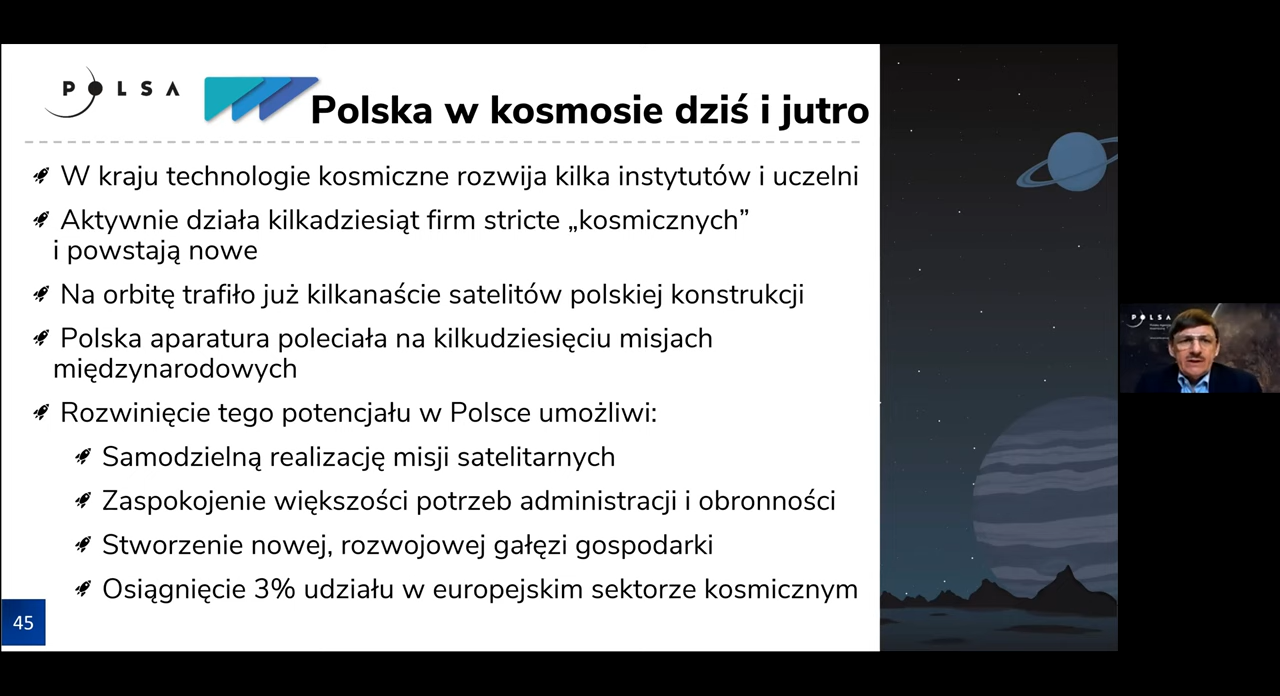 POLSA
Polska w kosmosie dziś i jutro
W kraju technologie kosmiczne rozwija kilka instytutów i uczelni
Aktywnie działa kilkadziesiąt firm stricte „kosmicznych”
i powstają nowe
Na orbitę trafiło już kilkanaście satelitów polskiej konstrukcji
Polska aparatura poleciała na kilkudziesięciu misjach
międzynarodowych
Rozwinięcie tego potencjału w Polsce umożliwi:
Samodzielną realizację misji satelitarnych
Zaspokojenie większości potrzeb administracji i obronności
Stworzenie nowej, rozwojowej gałęzi gospodarki
Osiągnięcie 3% udziału w europejskim sektorze kosmicznym
45
POLSA